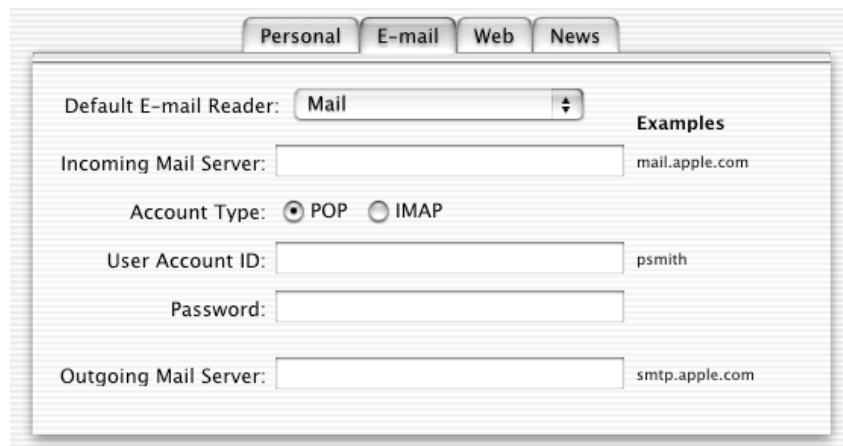 Personal E-mail Web News
Default E-mail Reader: Mail
Examples
Incoming Mail Server: mail.apple.com
Account Type: POP IMAP
User Account ID: psmith
Password:
Outgoing Mail Server: smtp.apple.com